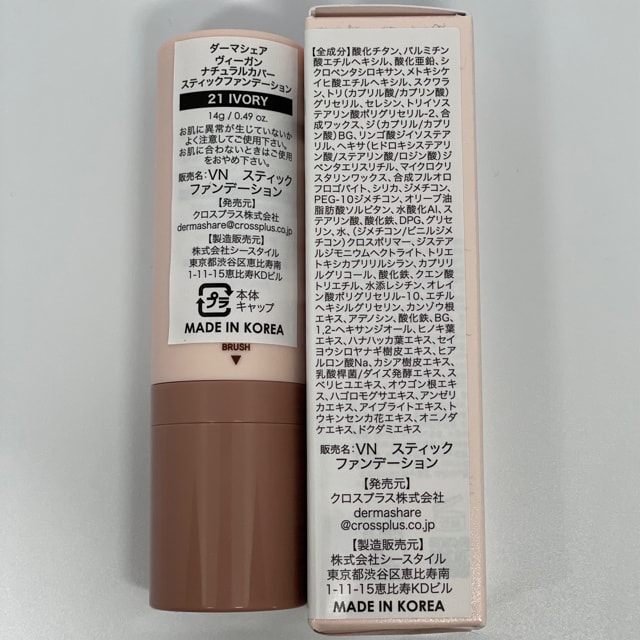 ダーマシェア
ヴィーガン
ナチュラルカバー
スティックファンデーション
21 IVORY
14g / 0.49 oz.
お肌に異常が生じていないか
よく注意してご使用下さい。
お肌に合わないときはご使用
をおやめ下さい。
販売名：VN スティック
ファンデーション
【発売元】
クロスプラス株式会社
dermashare@crossplus.co.jp
【製造販売元】
株式会社シースタイル
東京都渋谷区恵比寿南
1-11-15恵比寿KDビル
プラ
本体
キャップ
MADE IN KOREA
BRUSH
【全成分】酸化チタン、パルミチン
酸エチルヘキシル、酸化亜鉛、シ
クロペンタシロキサン、メトキシケ
イヒ酸エチルヘキシル、スクワラ
ン、トリ（カプリル酸/カプリン酸）
グリセリル、セレシン、トリイソス
テアリン酸ポリグリセリル-2、合
成ワックス、ジ（カプリル/カプリ
ン酸）BG、リンゴ酸ジイソステア
リル、ヘキサ（ヒドロキシステアリ
ン酸/ステアリン酸/ロジン酸）ジ
ペンタエリスリチル、マイクロクリ
スタリンワックス、合成フルオロ
フロゴパイト、シリカ、ジメチコン、
PEG-10ジメチコン、オリーブ油
脂肪酸ソルビタン、水酸化Al、ス
テアリン酸、酸化鉄、DPG、グリセ
リン、水、（ジメチコン/ビニルジメ
チコン）クロスポリマー、ジステア
ルジモニウムヘクトライト、トリエ
トキシカプリリルシラン、カプリリ
ルグリコール、酸化鉄、クエン酸
トリエチル、水添レシチン、オレイ
ン酸ポリグリセリル-10、エチルヘ
キシルグリセリン、カンゾウ根エ
キス、アデノシン、酸化鉄、BG、
1,2-ヘキサンジオール、ヒノキ葉
エキス、ハナハッカ葉エキス、セイ
ヨウシロヤナギ樹皮エキス、ヒア
ルロン酸Na、カシア樹皮エキス、
乳酸桿菌/ダイズ発酵エキス、ス
ベリヒユエキス、オウゴン根エキ
ス、ハゴロモグサエキス、アンゼリ
カエキス、アイブライトエキス、ト
ウキンセンカ花エキス、オニノダ
ケエキス、ドクダミエキス
販売名：VN スティック
ファンデーション
【発売元】
クロスプラス株式会社
dermashare
@crossplus.co.jp
【製造販売元】
株式会社シースタイル
東京都渋谷区恵比寿南
1-11-15恵比寿KDビル
MADE IN KOREA